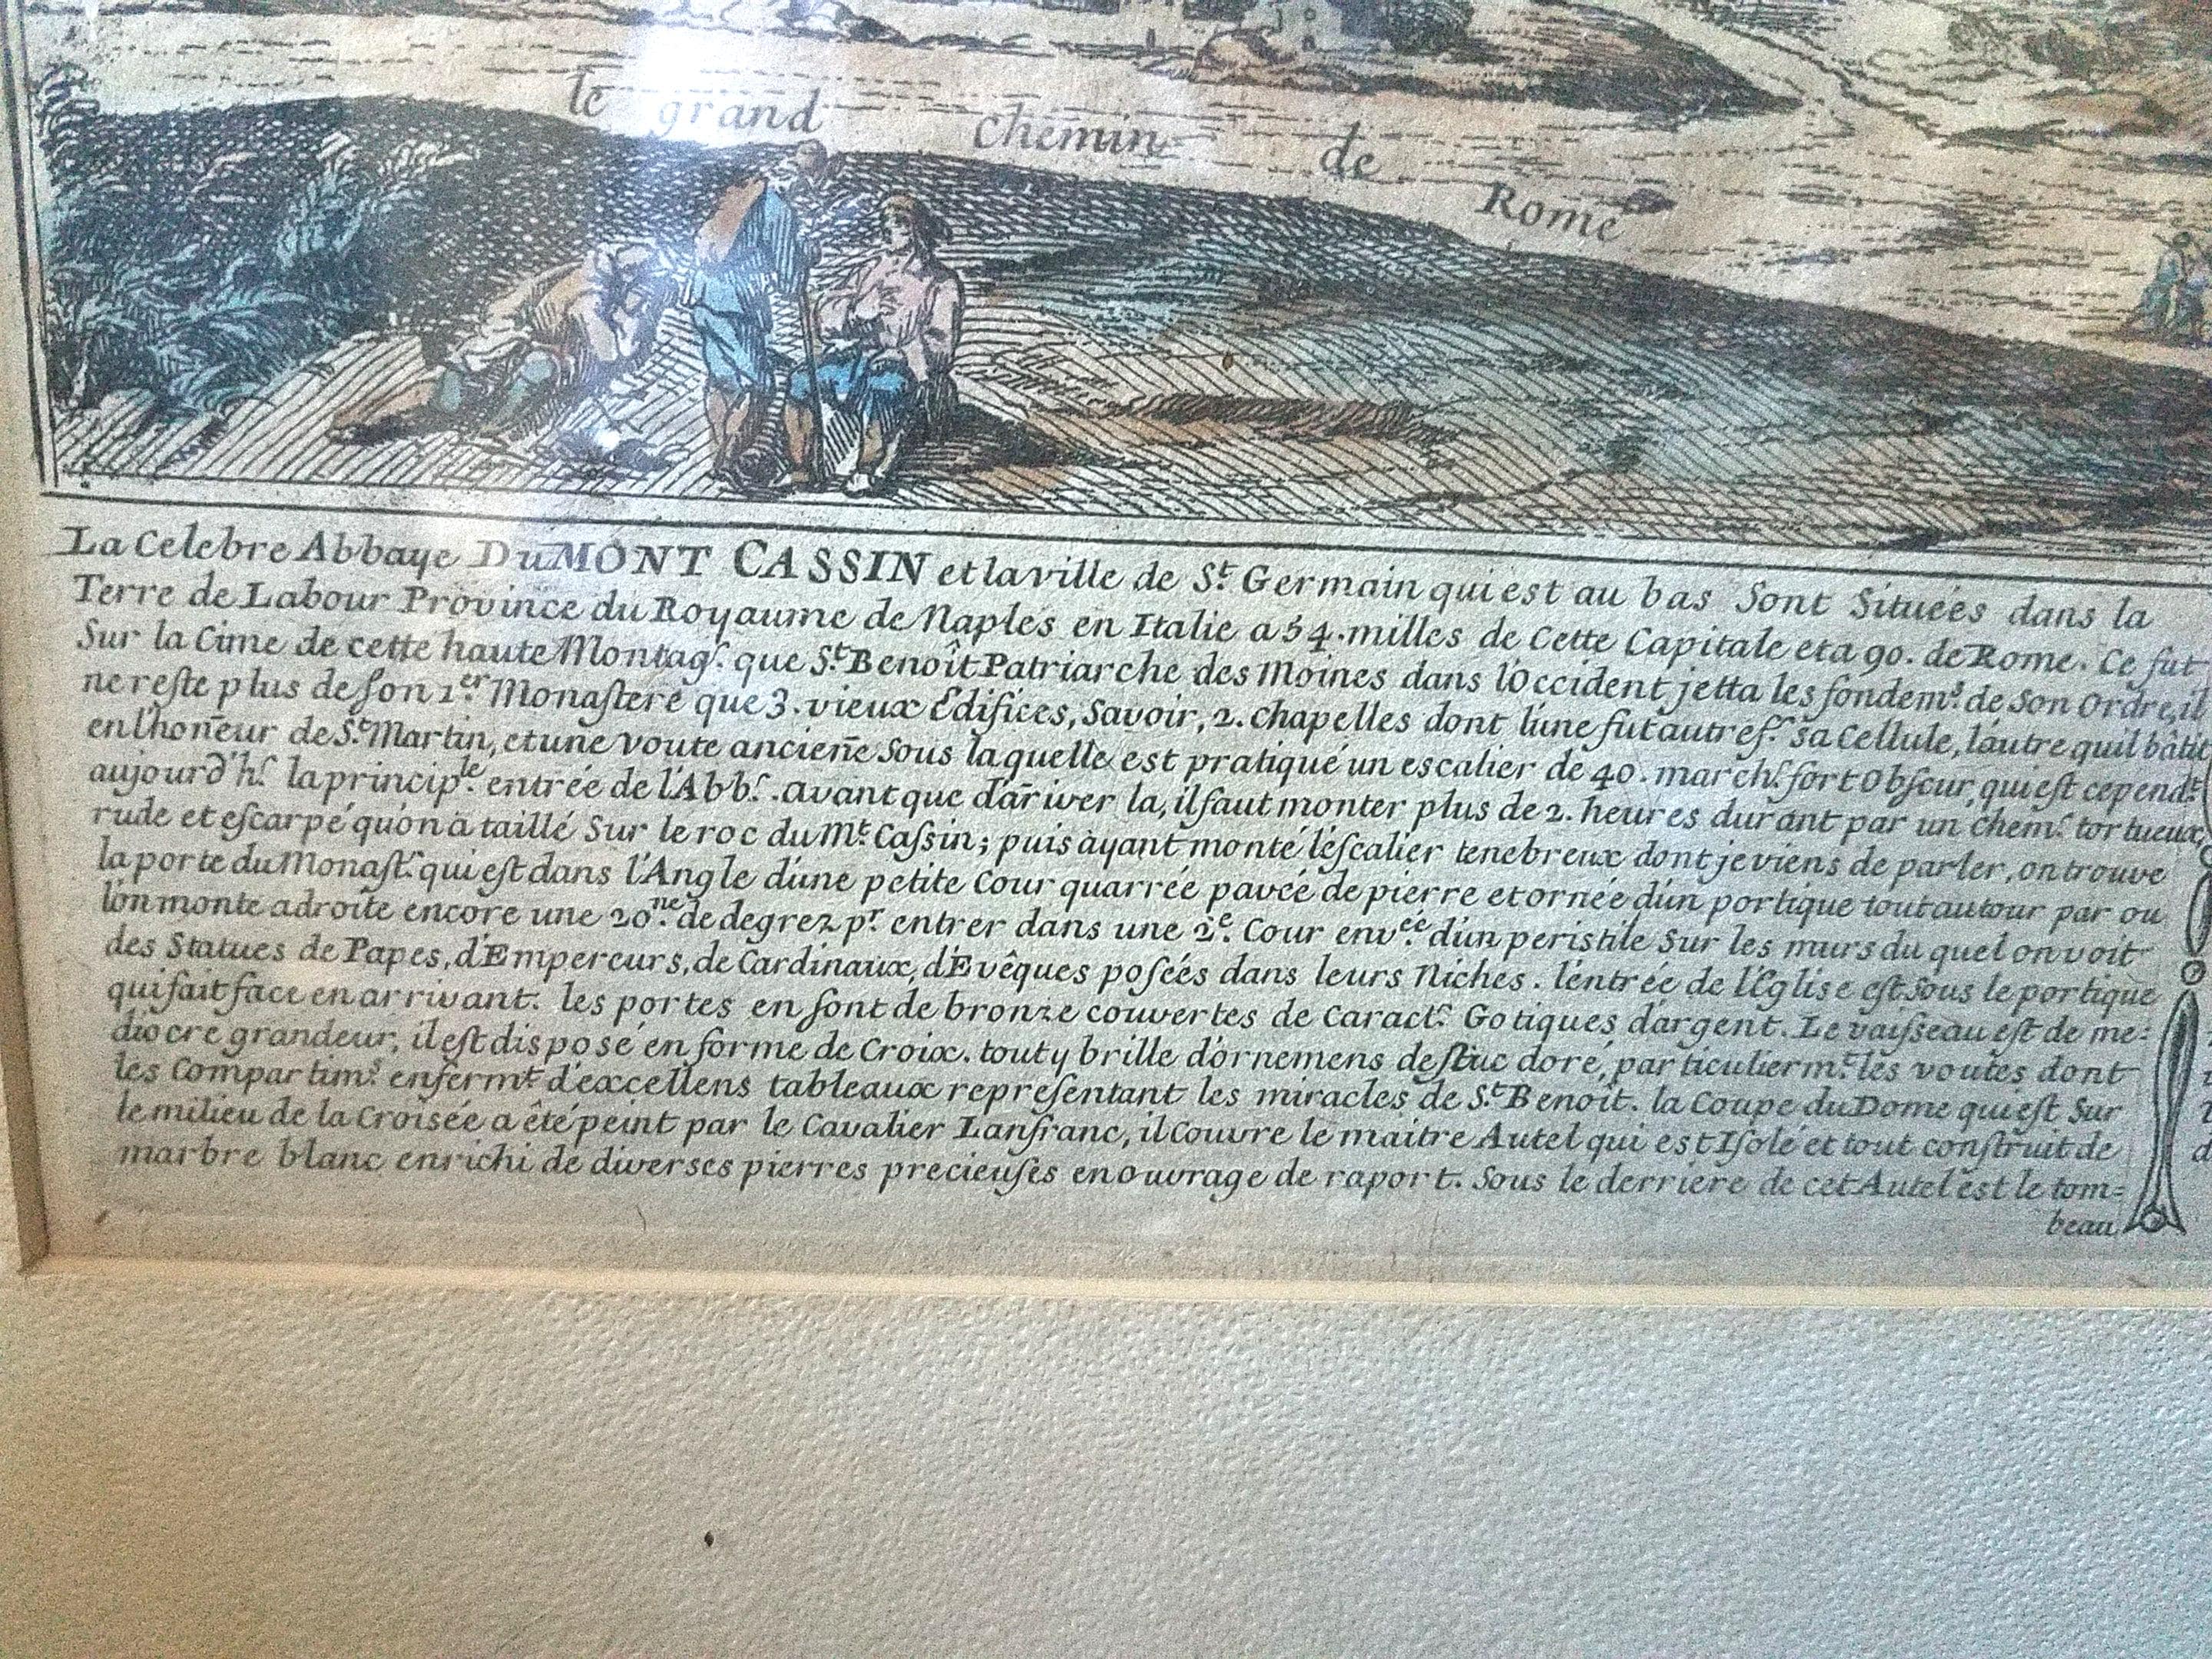 le grand chemin de Rome
La Celebre Abbaye Du MONT CASSIN et la ville de S.t Germain qui est au bas Sont Situées dans la
Terre de Labour Province du Royaume de Naples en Italie a 54. milles de Cette Capitale et a 90. de Rome. Ce fut
Sur la Cime de cette haute Montag.e que S.t Benoît Patriarche des Moines dans l'Occident jetta les fondem.s de Son Ordre, il
ne reſte plus de ſon 1.er Monaſtere que 3. vieux Edifices, Savoir, 2. Chapelles dont l'une fut autref.s Sa Cellule, l'autre quil bâtit
en l'hoñeur de S.t Martin, et une voute ancieñe Sous laquelle est pratiqué un escalier de 40. march.s fort Obſcur, qui eſt cepend.t
aujourd'h.i la princip.le entrée de l'Abb.e . avant que d'ariver la, il faut monter plus de 2. heures durant par un chem.n tortueux,
rude et eſcarpé qu'on a taillé Sur le roc du M.t Caſsin; puis ayant monté l'eſcalier tenebreux dont je viens de parler, on trouve
la porte du Monaſt.e qui eſt dans l'Angle d'une petite Cour quarrée pavée de pierre et ornée d'un portique tout autour par ou
l'on monte a droite encore une 20.ne de degrez p.r entrer dans une 2.e Cour env.ée d'un peristile Sur les murs du quel on voit
des Statues de Papes, d'Empereurs, de Cardinaux, d'Evêques poſées dans leurs Niches. l'entrée de l'Egliſe eſt Sous le portique
qui fait face en arrivant. les portes en ſont de bronze couvertes de Caract.s Gotiques d'argent. Le vaiſseau eſt de me=
diocre grandeur, il eſt disposé en forme de Croix. tout y brille d'ornemens de ſtuc doré, particulierm.t les voutes dont
les Compartim.s enferm.t d'excellens tableaux repreſentant les miracles de S.t Benoit. la Coupe du Dome qui eſt Sur
le milieu de la Croisée a été peint par le Cavalier Lanfranc, il Couvre le maitre Autel qui est Iſolé et tout conſtruit de
marbre blanc enrichi de diverses pierres precieuſes en ouvrage de raport. Sous le derriere de cet Autel est le tom=
beau